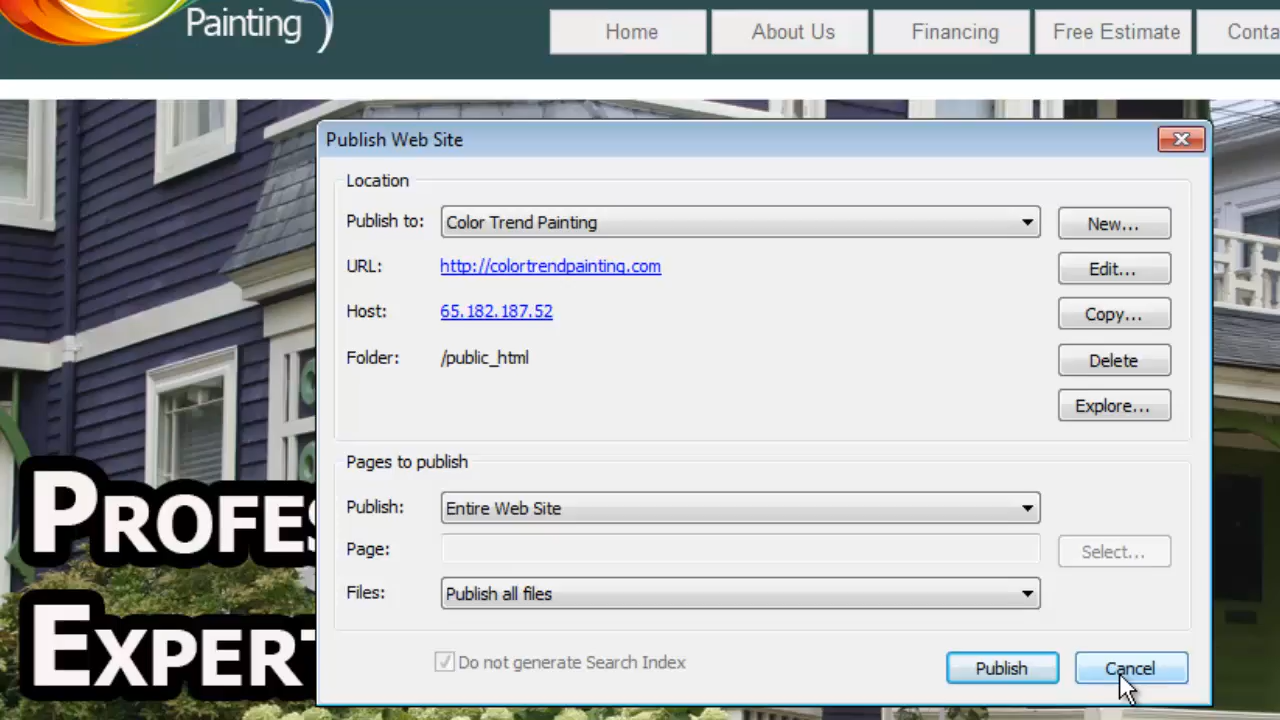 Painting
Home About Us Financing Free Estimate Conta
Publish Web Site
Location
Publish to: Color Trend Painting New...
URL: http://colortrendpainting.com Edit...
Host: 65.182.187.52 Copy...
Folder: /public_html Delete
Explore...
Pages to publish
Publish: Entire Web Site
Page: Select...
Files: Publish all files
Do not generate Search Index
Publish Cancel
PROFES
EXPERT